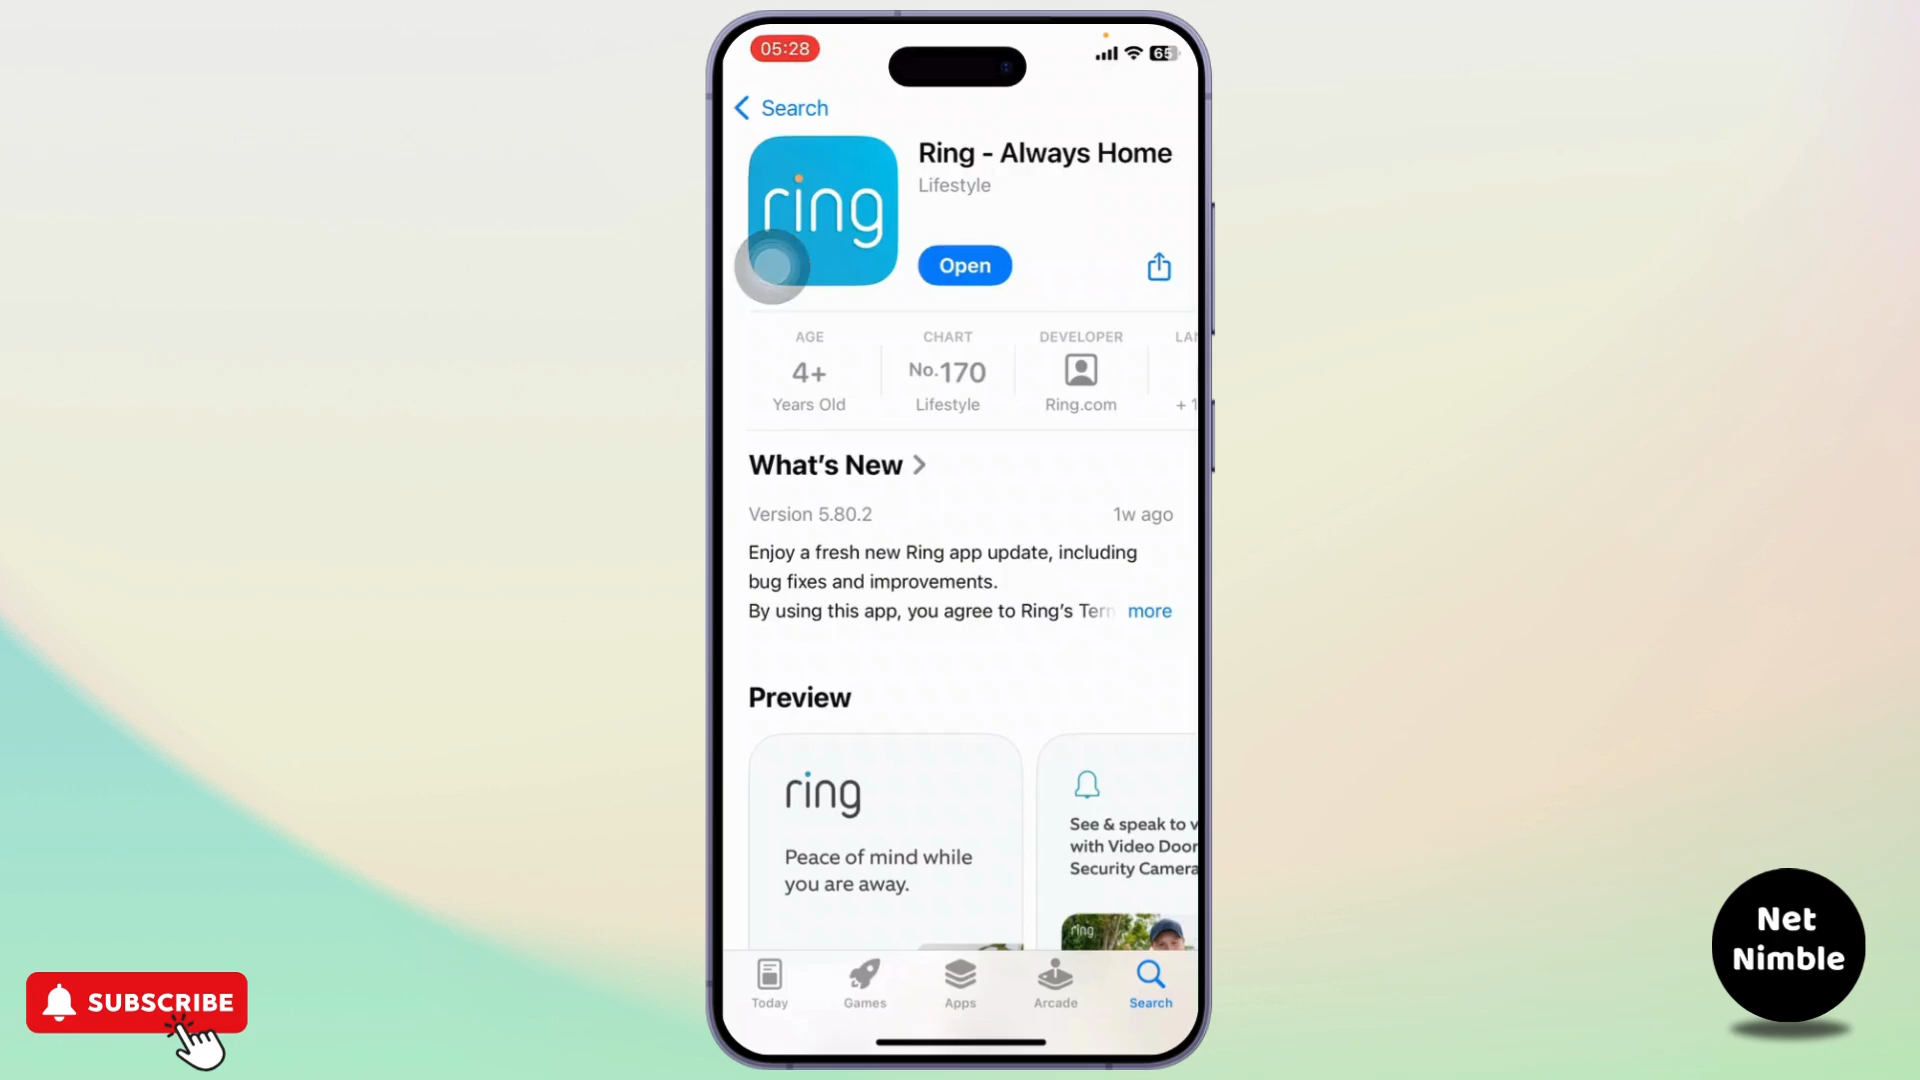 05:28
65
Search
ring
Ring - Always Home
Lifestyle
Open
AGE
CHART
DEVELOPER
4+
No.170
Years Old
Lifestyle
Ring.com
+ 1
What's New
Version 5.80.2
1w ago
Enjoy a fresh new Ring app update, including
bug fixes and improvements.
By using this app, you agree to Ring's
more
Preview
ring
Peace of mind while
you are away.
See & speak to
with Video
Security
ring
Today
Games
Apps
Arcade
Search
SUBSCRIBE
Net
Nimble